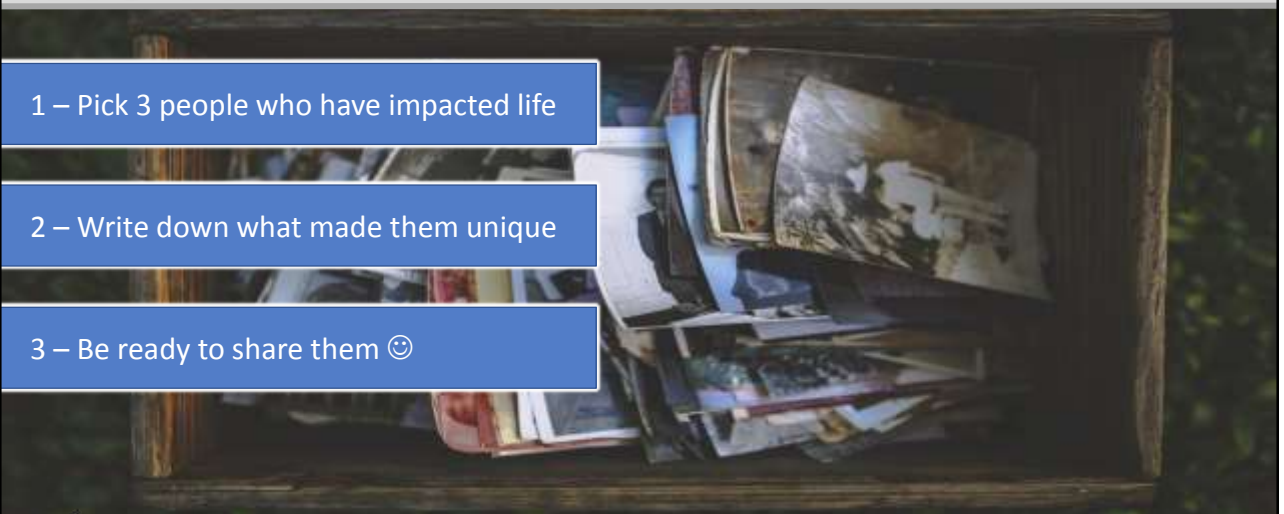 1 – Pick 3 people who have impacted life
2 – Write down what made them unique
3 – Be ready to share them ☺